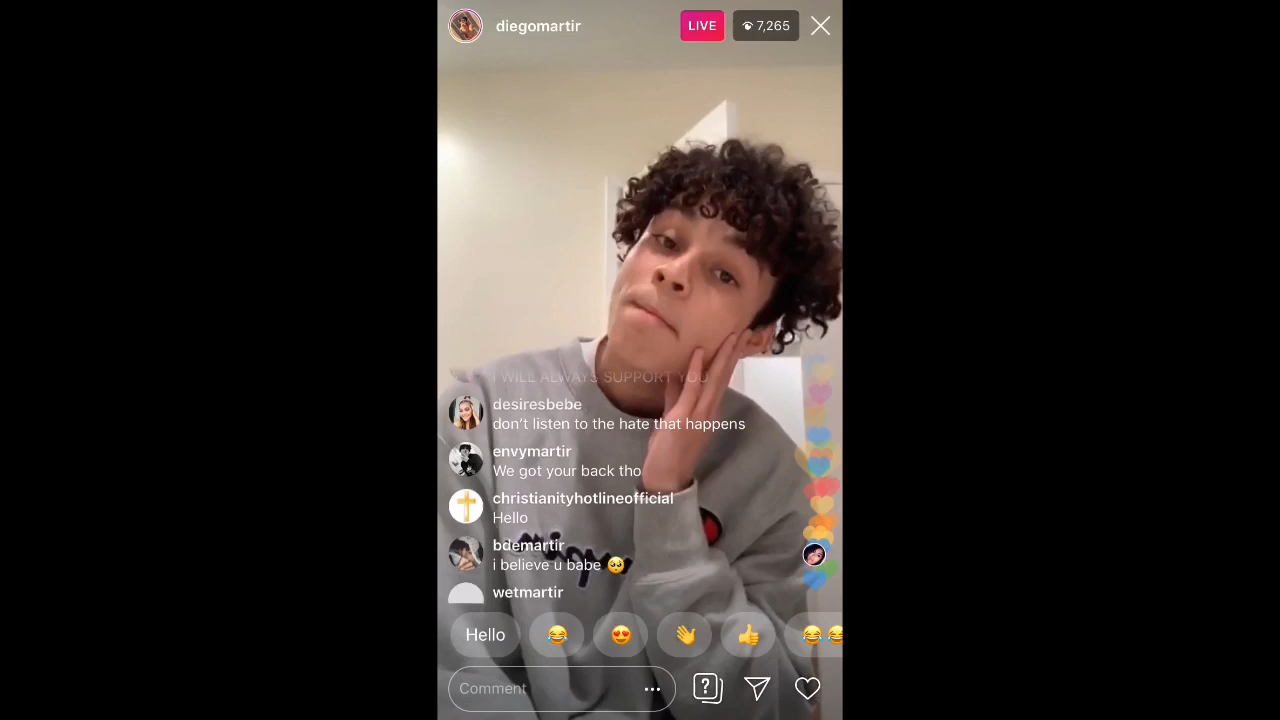 diegomartir
LIVE
7,265
I WILL ALWAYS SUPPORT YOU
desiresbebe
don't listen to the hate that happens
envymartir
We got your back tho
christianityhotlineofficial
Hello
bdemartir
i believe u babe 🥺
wetmartir
Hello
Comment